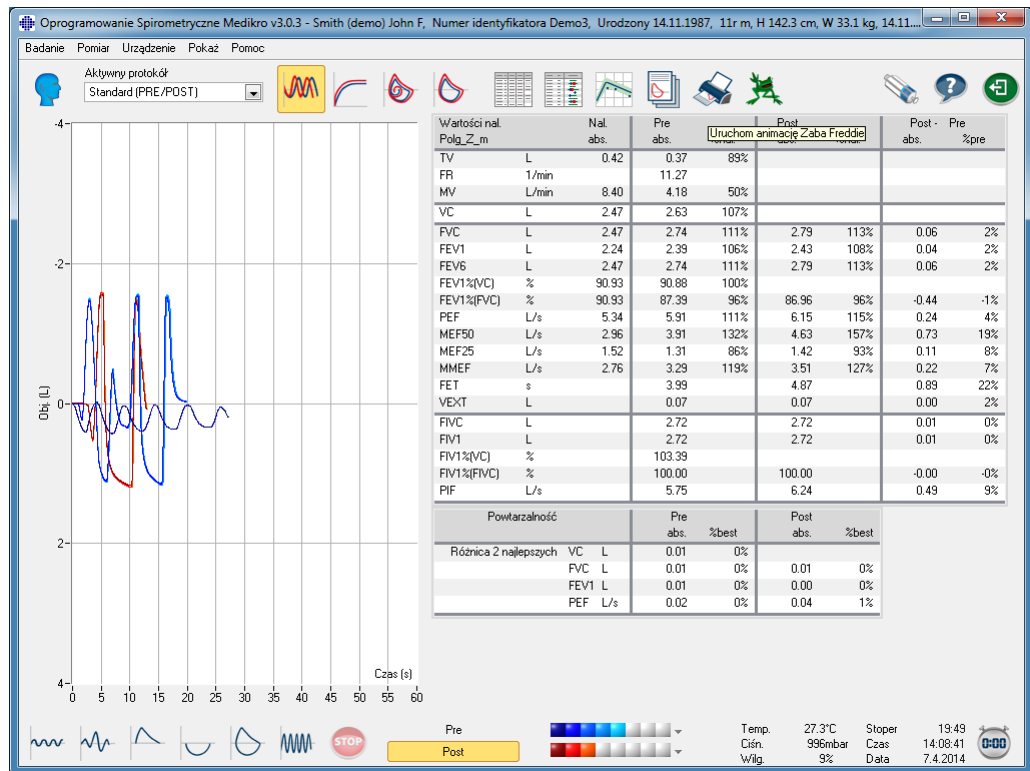 Oprogramowanie Spirometryczne Medikro v3.0.3 - Smith (demo) John F, Numer identyfikatora Demo3, Urodzony 14.11.1987, 11r m, H 142.3 cm, W 33.1 kg, 14.11....
Badanie Pomiar Urządzenie Pokaż Pomoc
Aktywny protokół
Standard (PRE/POST)
Wartości nal. Nal. Pre Post Post - Pre
Polg_Z_m abs. abs. abs. abs. %pre
Uruchom animację Zaba Freddie
TV L 0.42 0.37 89%
FR 1/min 11.27
MV L/min 8.40 4.18 50%
VC L 2.47 2.63 107%
FVC L 2.47 2.74 111% 2.79 113% 0.06 2%
FEV1 L 2.24 2.39 106% 2.43 108% 0.04 2%
FEV6 L 2.47 2.74 111% 2.79 113% 0.06 2%
FEV1%(VC) % 90.93 90.88 100%
FEV1%(FVC) % 90.93 87.39 96% 86.96 96% -0.44 -1%
PEF L/s 5.34 5.91 111% 6.15 115% 0.24 4%
MEF50 L/s 2.96 3.91 132% 4.63 157% 0.73 19%
MEF25 L/s 1.52 1.31 86% 1.42 93% 0.11 8%
MMEF L/s 2.76 3.29 119% 3.51 127% 0.22 7%
FET s 3.99 4.87 0.89 22%
VEXT L 0.07 0.07 0.00 2%
FIVC L 2.72 2.72 0.01 0%
FIV1 L 2.72 2.72 0.01 0%
FIV1%(VC) % 103.39
FIV1%(FIVC) % 100.00 100.00 -0.00 -0%
PIF L/s 5.75 6.24 0.49 9%
Powtarzalność Pre Post
abs. %best abs. %best
Różnica 2 najlepszych VC L 0.01 0%
FVC L 0.01 0% 0.01 0%
FEV1 L 0.01 0% 0.00 0%
PEF L/s 0.02 0% 0.04 1%
Obj. (L)
-4
-2
0
2
4
Czas (s)
0 5 10 15 20 25 30 35 40 45 50 55 60
STOP
Pre
Post
Temp. 27.3°C Stoper 19:49
Ciśn. 996mbar Czas 14:08:41
Wilg. 9% Data 7.4.2014
0:00